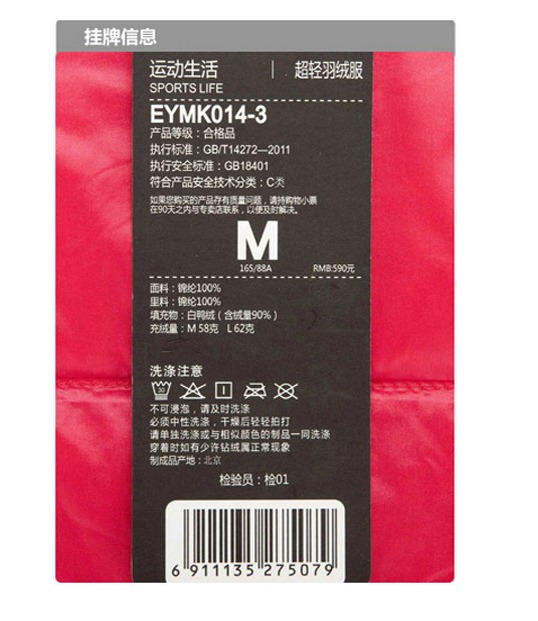 挂牌信息
运动生活 | 超轻羽绒服
SPORTS LIFE
EYMK014-3
产品等级：合格品
执行标准：GB/T14272—2011
执行安全标准：GB18401
符合产品安全技术分类：C类
如果您购买的产品存有质量问题，请持购物小票
在90天之内与专卖店联系，以便及时解决。
M
165/88A RMB:590元
面料：锦纶100%
里料：锦纶100%
填充物：白鸭绒（含绒量90%）
充绒量：M 58克 L 62克
洗涤注意
30
不可浸泡，请及时洗涤
必须中性洗涤，干燥后轻轻拍打
请单独洗涤或与相似颜色的制品一同洗涤
穿着时如有少许钻绒属正常现象
制成品产地：北京
检验员：检01
6 911135 275079